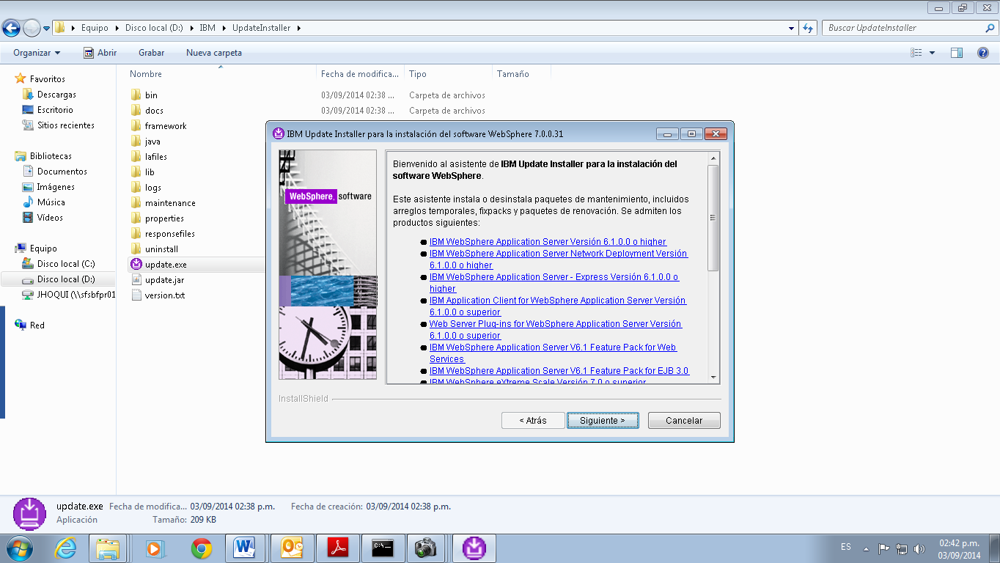 Equipo Disco local (D:) IBM UpdateInstaller
Buscar UpdateInstaller
Organizar Abrir Grabar Nueva carpeta
Nombre Fecha de modifica... Tipo Tamaño
Favoritos
Descargas
Escritorio
Sitios recientes
Bibliotecas
Documentos
Imágenes
Música
Vídeos
Equipo
Disco local (C:)
Disco local (D:)
JHOQUI (\\sfsbfpr01
Red
bin 03/09/2014 02:38 ... Carpeta de archivos
docs 03/09/2014 02:38 ... Carpeta de archivos
framework
java
lafiles
lib
logs
maintenance
properties
responsefiles
uninstall
update.exe
update.jar
version.txt
IBM Update Installer para la instalación del software WebSphere 7.0.0.31
WebSphere. software
Bienvenido al asistente de IBM Update Installer para la instalación del
software WebSphere.
Este asistente instala o desinstala paquetes de mantenimiento, incluidos
arreglos temporales, fixpacks y paquetes de renovación. Se admiten los
productos siguientes:
IBM WebSphere Application Server Versión 6.1.0.0 o higher
IBM WebSphere Application Server Network Deployment Versión
6.1.0.0 o higher
IBM WebSphere Application Server - Express Versión 6.1.0.0 o
higher
IBM Application Client for WebSphere Application Server Versión
6.1.0.0 o superior
Web Server Plug-ins for WebSphere Application Server Versión
6.1.0.0 o superior
IBM WebSphere Application Server V6.1 Feature Pack for Web
Services
IBM WebSphere Application Server V6.1 Feature Pack for EJB 3.0
IBM WebSphere eXtreme Scale Versión 7.0 o superior
InstallShield
< Atrás Siguiente > Cancelar
update.exe Fecha de modifica... 03/09/2014 02:38 p.m. Fecha de creación: 03/09/2014 02:38 p.m.
Aplicación Tamaño: 209 KB
ES
02:42 p.m.
03/09/2014